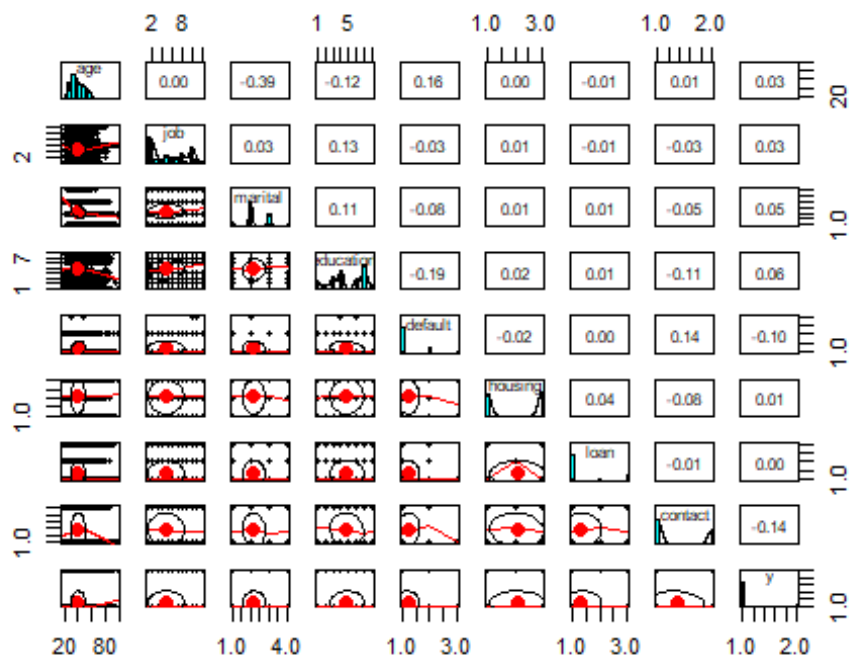 2 8 1 5 1.0 3.0 1.0 2.0
age 0.00 -0.39 -0.12 0.16 0.00 -0.01 0.01 0.03 20
2 job 0.03 0.13 -0.03 0.01 -0.01 -0.03 0.03
marital 0.11 -0.08 0.01 0.01 -0.05 0.05 1.0
1 7 education -0.19 0.02 0.01 -0.11 0.06
default -0.02 0.00 0.14 -0.10 1.0
1.0 housing 0.04 -0.08 0.01
loan -0.01 0.00 1.0
1.0 contact -0.14
y 1.0
20 80 1.0 4.0 1.0 3.0 1.0 3.0 1.0 2.0